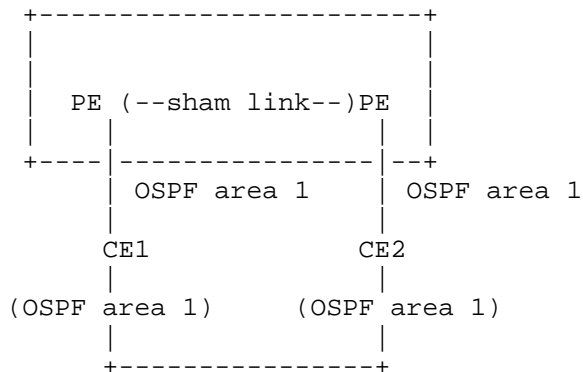 PE (--sham link--)PE
OSPF area 1 OSPF area 1
CE1 CE2
(OSPF area 1) (OSPF area 1)